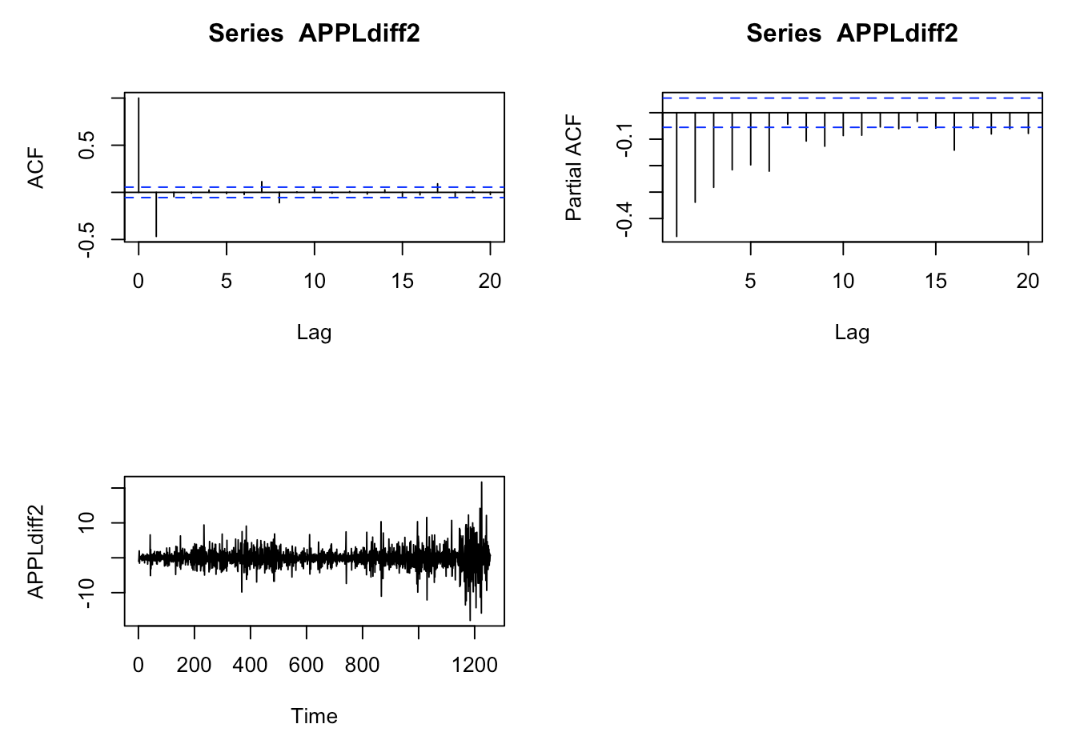 Series APPLdiff2
ACF
-0.5 0.5
0 5 10 15 20
Lag
Series APPLdiff2
Partial ACF
-0.4 -0.1
5 10 15 20
Lag
APPLdiff2
-10 10
0 200 400 600 800 1200
Time